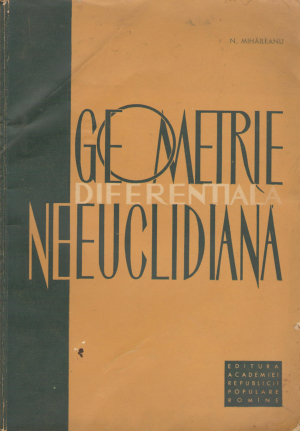 N. MIHĂILEANU
GEOMETRIE
DIFERENȚIALĂ
NEEUCLIDIANĂ
EDITURA
ACADEMIEI
REPUBLICII
POPULARE
ROMÎNE